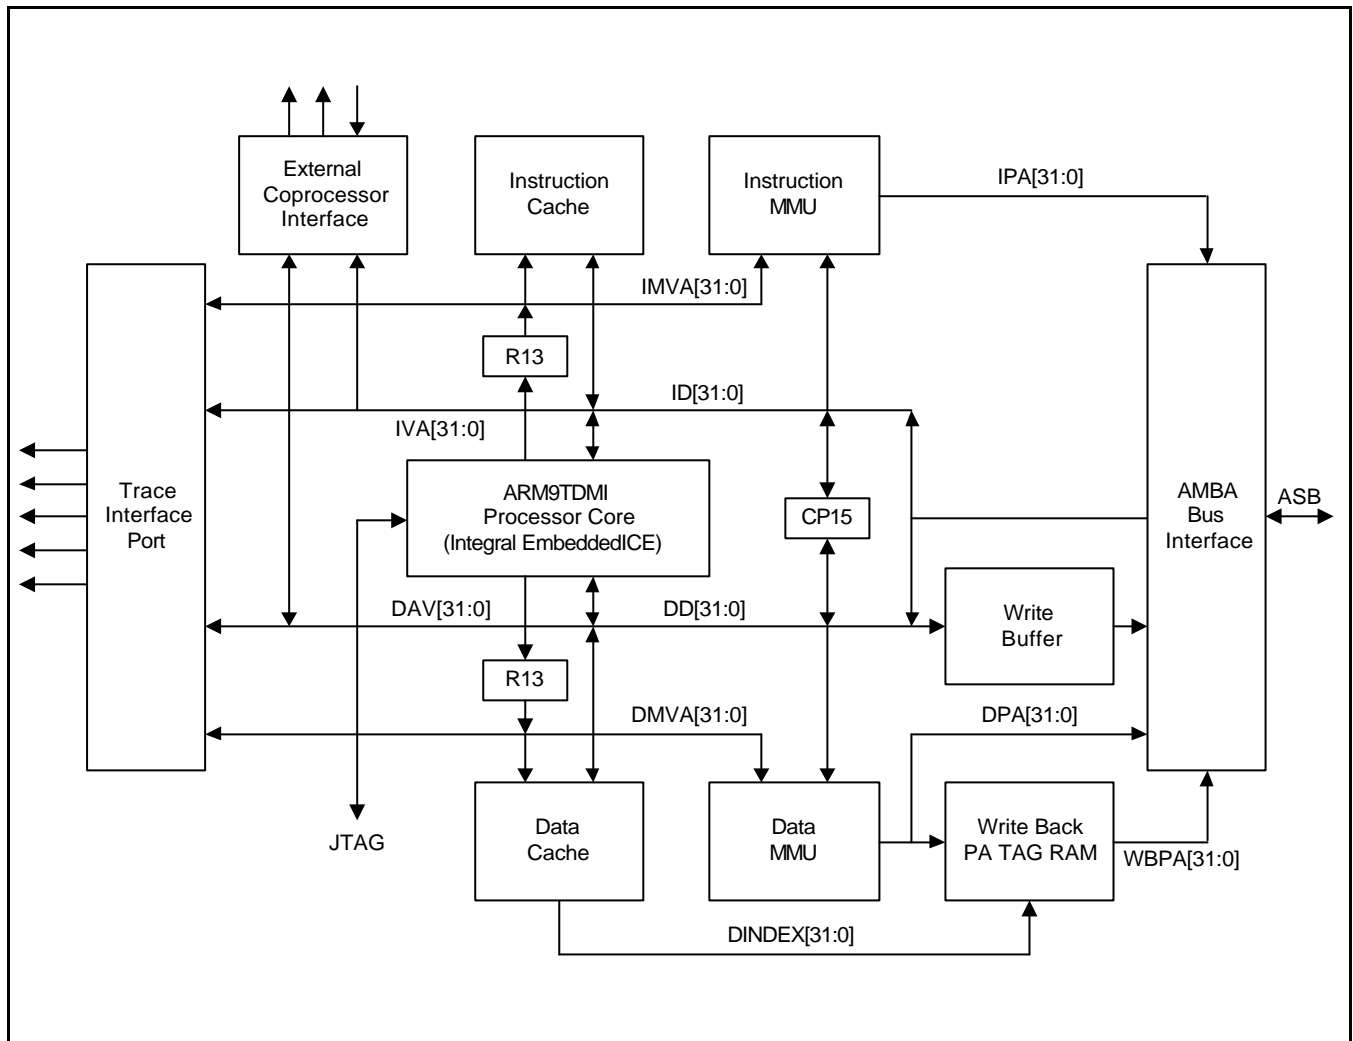 External
Coprocessor
Interface
Instruction
Cache
Instruction
MMU
IPA[31:0]
IMVA[31:0]
R13
ID[31:0]
IVA[31:0]
Trace
Interface
Port
ARM9TDMI
Processor Core
(Integral EmbeddedICE)
CP15
AMBA
Bus
Interface
ASB
DAV[31:0]
DD[31:0]
Write
Buffer
R13
DMVA[31:0]
DPA[31:0]
JTAG
Data
Cache
Data
MMU
Write Back
PA TAG RAM
WBPA[31:0]
DINDEX[31:0]